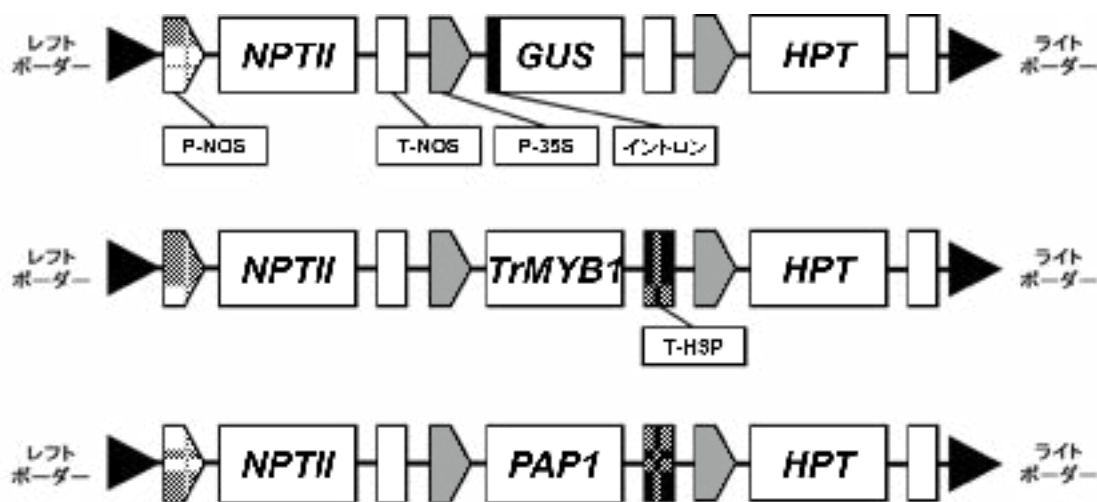 レフト
ボーダー
NPTII
GUS
HPT
ライト
ボーダー
P-NOS
T-NOS
P-35S
イントロン
レフト
ボーダー
NPTII
TrMYB1
HPT
ライト
ボーダー
T-HSP
レフト
ボーダー
NPTII
PAP1
HPT
ライト
ボーダー